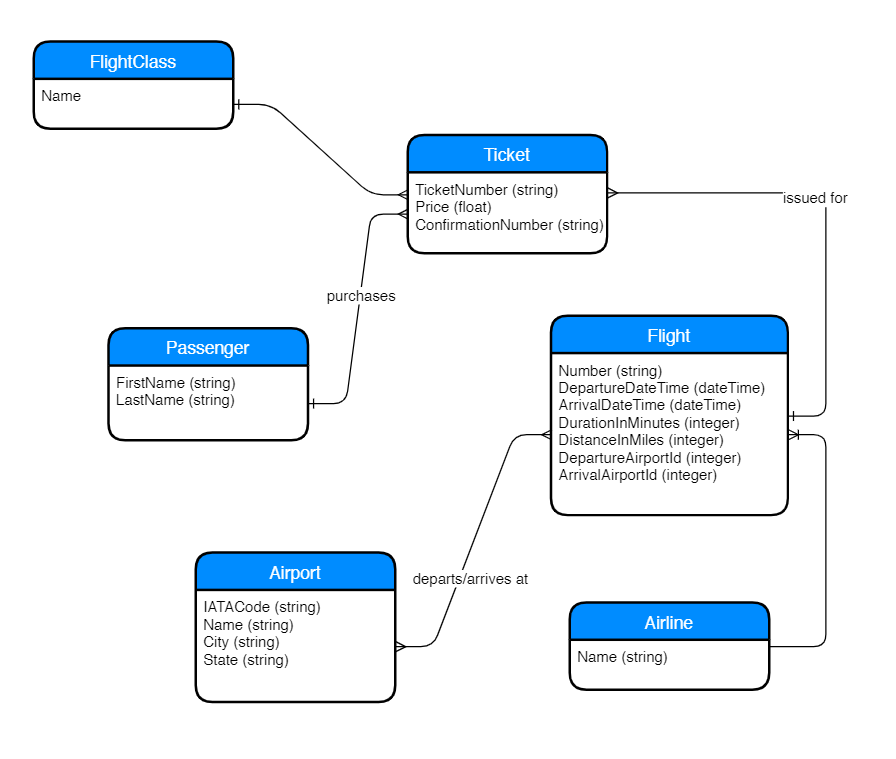 FlightClass
Name
Ticket
TicketNumber (string)
Price (float)
ConfirmationNumber (string)
issued for
purchases
Passenger
FirstName (string)
LastName (string)
Flight
Number (string)
DepartureDateTime (dateTime)
ArrivalDateTime (dateTime)
DurationInMinutes (integer)
DistanceInMiles (integer)
DepartureAirportId (integer)
ArrivalAirportId (integer)
departs/arrives at
Airport
IATACode (string)
Name (string)
City (string)
State (string)
Airline
Name (string)